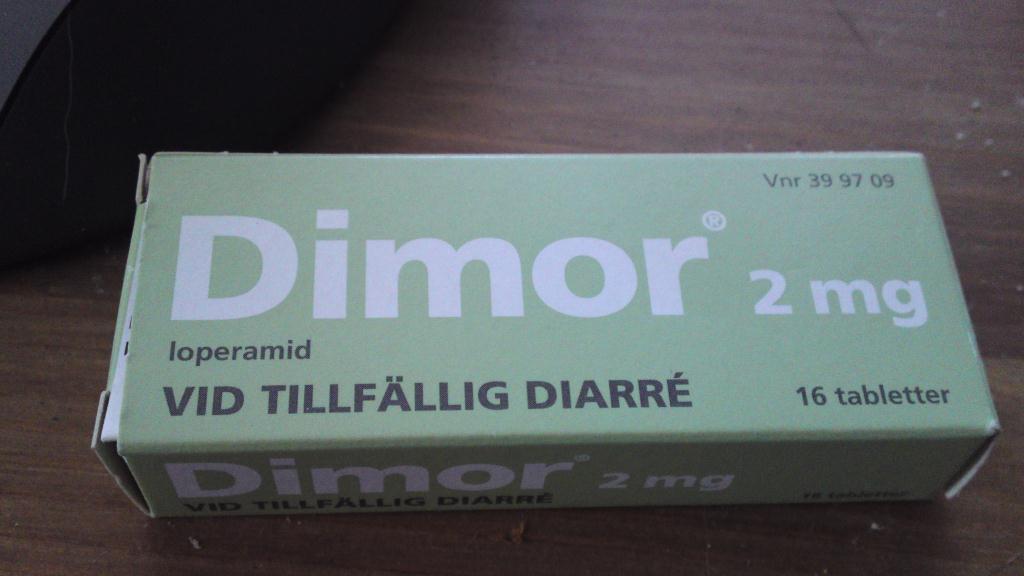 Vnr 39 97 09
Dimor® 2 mg
loperamid
VID TILLFÄLLIG DIARRÉ 16 tabletter
Dimor® 2 mg
VID TILLFÄLLIG DIARRÉ 16 tabletter